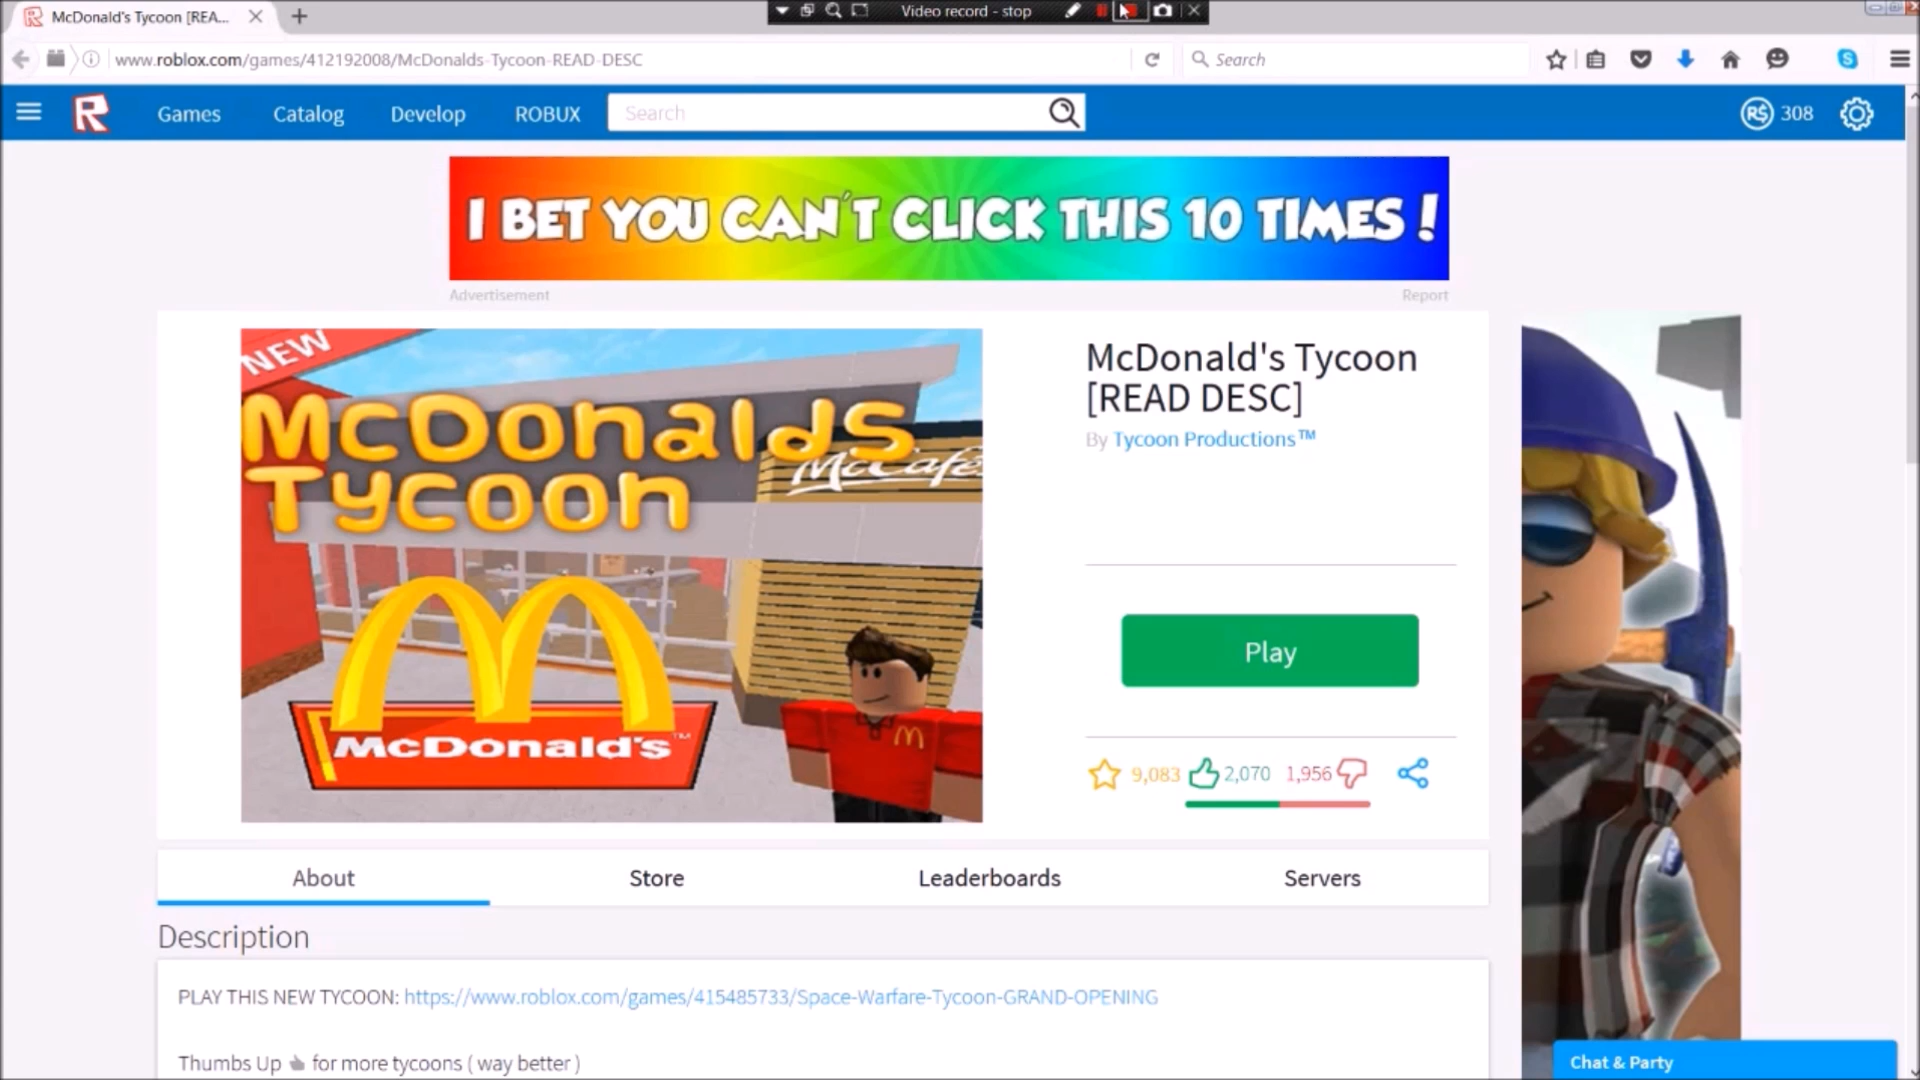 McDonald's Tycoon [REA...
Video record - stop
www.roblox.com/games/412192008/McDonalds-Tycoon-READ-DESC
Search
Games
Catalog
Develop
ROBUX
Search
R$ 308
I BET YOU CAN'T CLICK THIS 10 TIMES!
Advertisement
Report
NEW
McDonalds
Tycoon
McCafé
McDonald's™
McDonald's Tycoon
[READ DESC]
By Tycoon Productions™
Play
9,083
2,070
1,956
About
Store
Leaderboards
Servers
Description
PLAY THIS NEW TYCOON: https://www.roblox.com/games/415485733/Space-Warfare-Tycoon-GRAND-OPENING
Thumbs Up 👍 for more tycoons ( way better )
Chat & Party